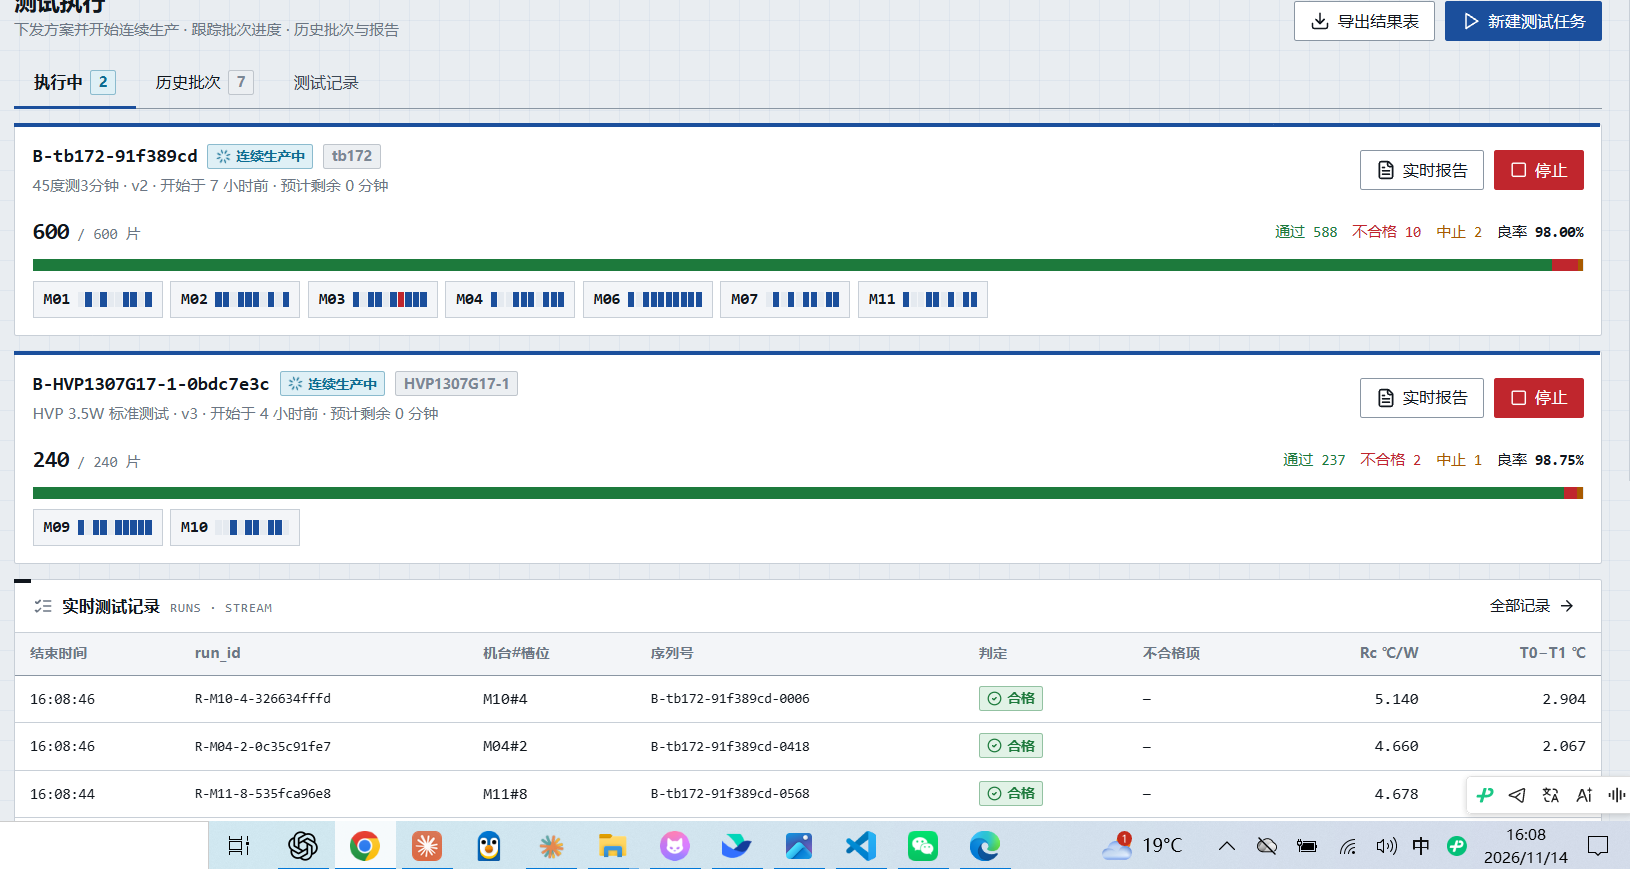 测试执行
下发方案并开始连续生产 · 跟踪批次进度 · 历史批次与报告
导出结果表
新建测试任务
执行中 2
历史批次 7
测试记录
B-tb172-91f389cd 连续生产中 tb172
45度测3分钟 · v2 · 开始于 7 小时前 · 预计剩余 0 分钟
实时报告
停止
600 / 600 片
通过 588 不合格 10 中止 2 良率 98.00%
M01 M02 M03 M04 M06 M07 M11
B-HVP1307G17-1-0bdc7e3c 连续生产中 HVP1307G17-1
HVP 3.5W 标准测试 · v3 · 开始于 4 小时前 · 预计剩余 0 分钟
实时报告
停止
240 / 240 片
通过 237 不合格 2 中止 1 良率 98.75%
M09 M10
实时测试记录 RUNS · STREAM
全部记录 →
结束时间 run_id 机台#槽位 序列号 判定 不合格项 Rc ℃/W T0–T1 ℃
16:08:46 R-M10-4-326634fffd M10#4 B-tb172-91f389cd-0006 合格 — 5.140 2.904
16:08:46 R-M04-2-0c35c91fe7 M04#2 B-tb172-91f389cd-0418 合格 — 4.660 2.067
16:08:44 R-M11-8-535fca96e8 M11#8 B-tb172-91f389cd-0568 合格 — 4.678
1 19°C
中
16:08
2026/11/14